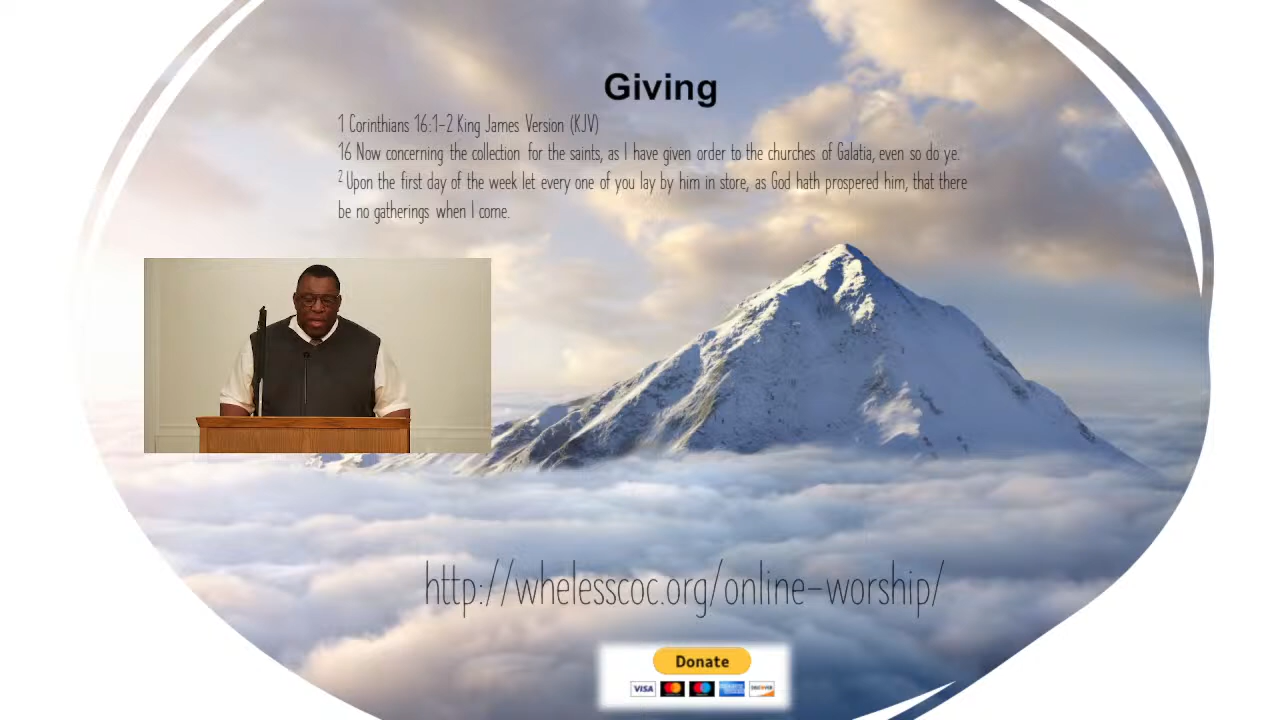 Giving
1 Corinthians 16:1-2 King James Version (KJV)
16 Now concerning the collection for the saints, as I have given order to the churches of Galatia, even so do ye.
2 Upon the first day of the week let every one of you lay by him in store, as God hath prospered him, that there
be no gatherings when I come.
http://whelesscoc.org/online-worship/
Donate
VISA
DISCOVER